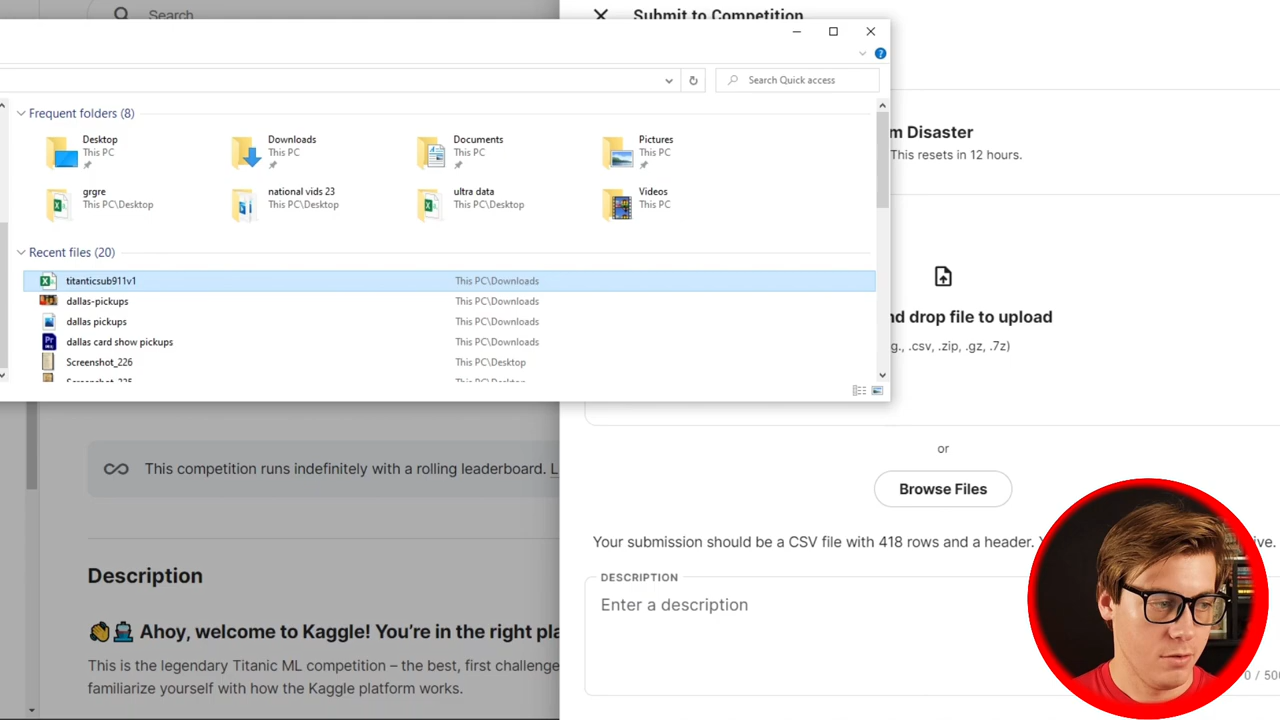 Search
Submit to Competition
Search Quick access
Frequent folders (8)
Desktop
This PC
Downloads
This PC
Documents
This PC
Pictures
This PC
grgre
This PC\Desktop
national vids 23
This PC\Desktop
ultra data
This PC\Desktop
Videos
This PC
Recent files (20)
titanticsub911v1 This PC\Downloads
dallas-pickups This PC\Downloads
dallas pickups This PC\Downloads
dallas card show pickups This PC\Downloads
Screenshot_226 This PC\Desktop
m Disaster
This resets in 12 hours.
nd drop file to upload
g., .csv, .zip, .gz, .7z)
or
Browse Files
Your submission should be a CSV file with 418 rows and a header.
DESCRIPTION
Enter a description
0 / 500
This competition runs indefinitely with a rolling leaderboard. L
Description
Ahoy, welcome to Kaggle! You’re in the right pla
This is the legendary Titanic ML competition – the best, first challenge
familiarize yourself with how the Kaggle platform works.